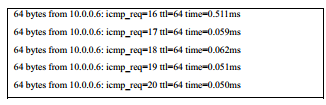 64 bytes from 10.0.0.6: icmp_req=16 ttl=64 time=0.511ms
64 bytes from 10.0.0.6: icmp_req=17 ttl=64 time=0.059ms
64 bytes from 10.0.0.6: icmp_req=18 ttl=64 time=0.062ms
64 bytes from 10.0.0.6: icmp_req=19 ttl=64 time=0.051ms
64 bytes from 10.0.0.6: icmp_req=20 ttl=64 time=0.050ms